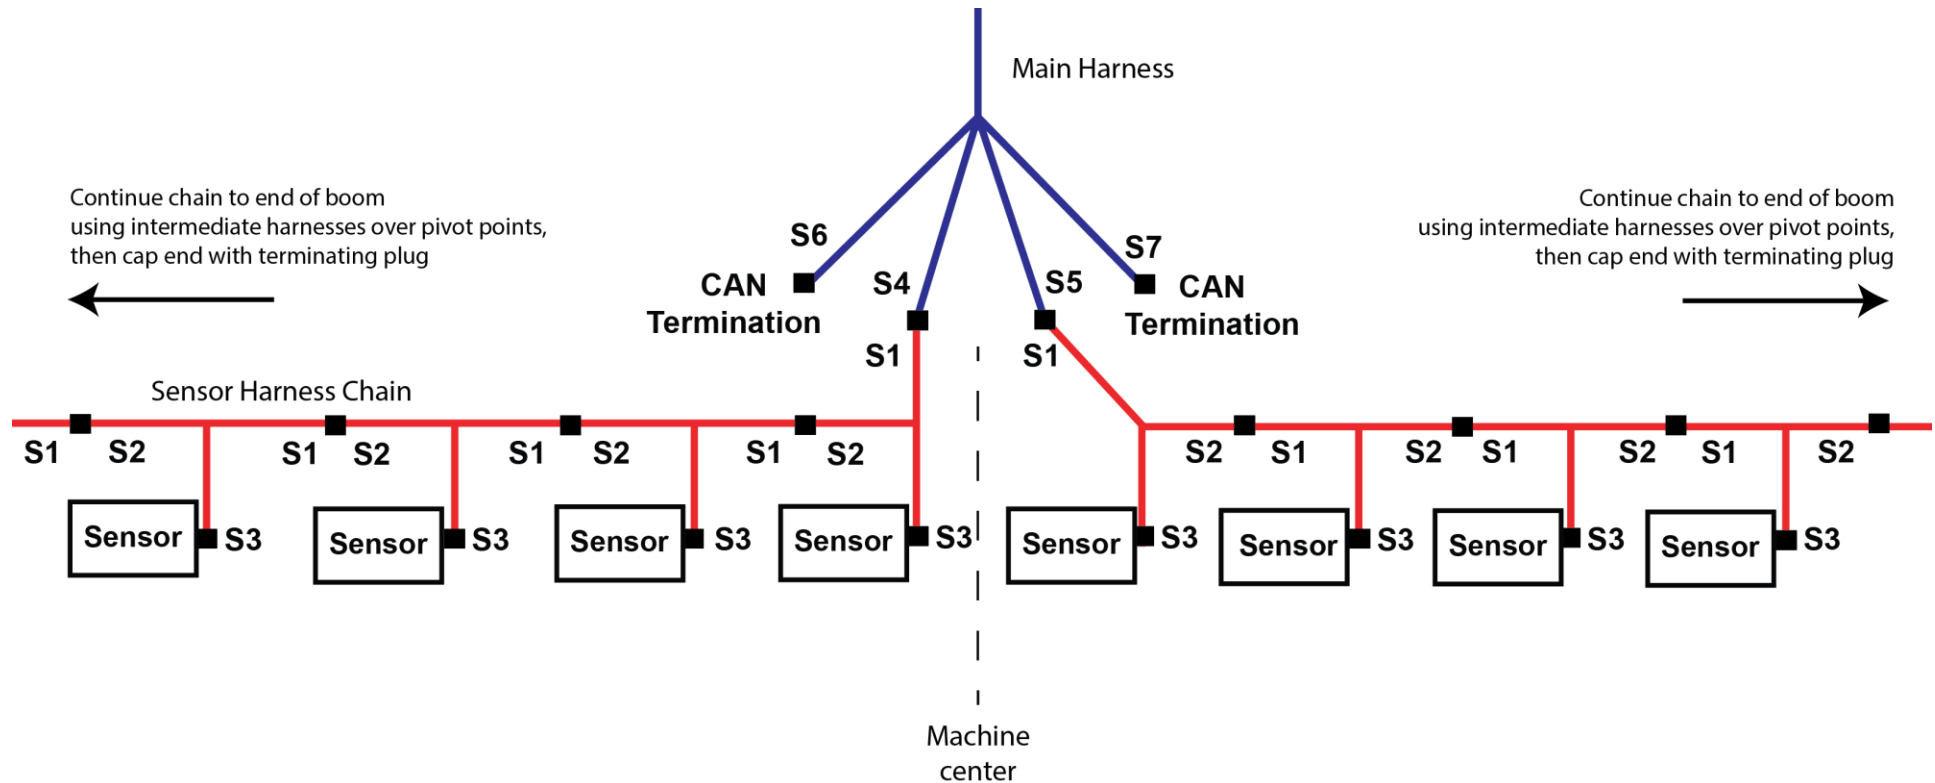 Main Harness
Continue chain to end of boom
using intermediate harnesses over pivot points,
then cap end with terminating plug
Continue chain to end of boom
using intermediate harnesses over pivot points,
then cap end with terminating plug
S6
S7
CAN
Termination
S4
S5
CAN
Termination
S1
S1
Sensor Harness Chain
S1 S2 S1 S2 S1 S2 S1 S2 S2 S1 S2 S1 S2 S1 S2
Sensor S3 Sensor S3 Sensor S3 Sensor S3 Sensor S3 Sensor S3 Sensor S3 Sensor S3
Machine
center